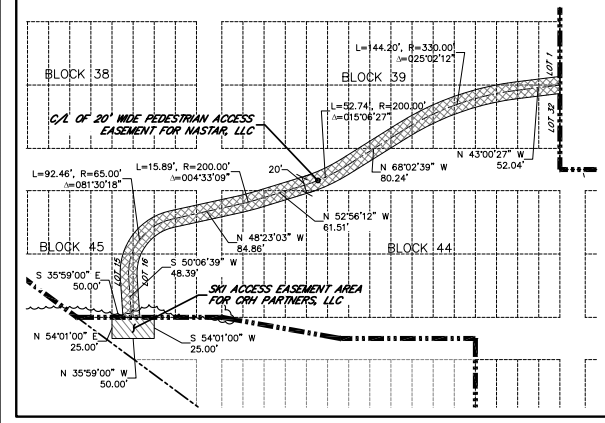 L=144.20', R=330.00'
Δ=025°02'12"
LOT 1
BLOCK 38
BLOCK 39
L=52.74', R=200.00'
Δ=015°06'27"
LOT 32
C/L OF 20' WIDE PEDESTRIAN ACCESS
EASEMENT FOR NASTAR, LLC
N 43°00'27" W
52.04'
L=15.89', R=200.00'
Δ=004°33'09"
20'
N 68°02'39" W
80.24'
L=92.46', R=65.00'
Δ=081°30'18"
N 52°56'12" W
61.51'
N 48°23'03" W
84.86'
BLOCK 45
BLOCK 44
LOT 15
LOT 16
S 50°06'39" W
48.39'
S 35°59'00" E
50.00'
SKI ACCESS EASEMENT AREA
FOR CRH PARTNERS, LLC
N 54°01'00" E
25.00'
S 54°01'00" W
25.00'
N 35°59'00" W
50.00'